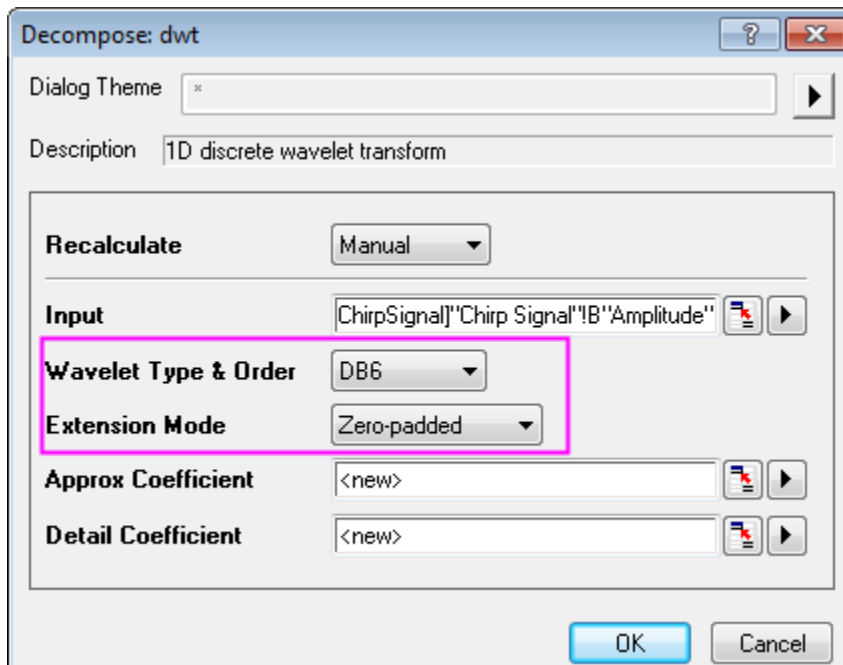 Decompose: dwt
?
Dialog Theme *
Description 1D discrete wavelet transform
Recalculate Manual
Input ChirpSignal]"Chirp Signal"!B"Amplitude"
Wavelet Type & Order DB6
Extension Mode Zero-padded
Approx Coefficient <new>
Detail Coefficient <new>
OK Cancel